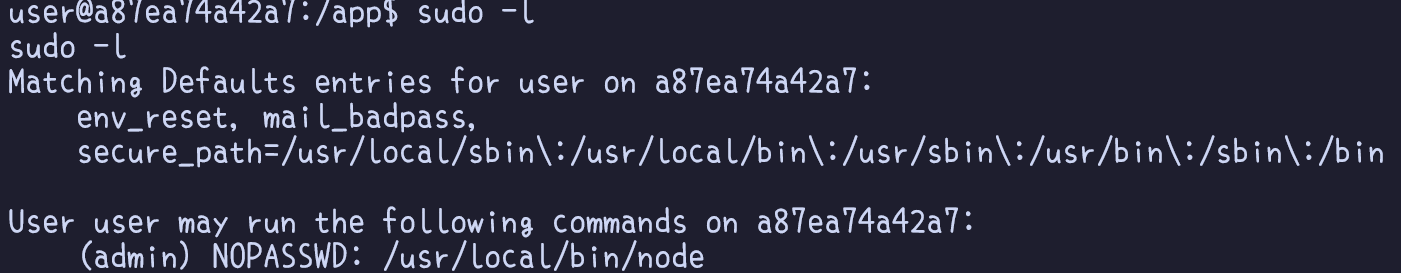 user@a87ea74a42a7:/app$ sudo -l
sudo -l
Matching Defaults entries for user on a87ea74a42a7:
    env_reset, mail_badpass,
    secure_path=/usr/local/sbin\:/usr/local/bin\:/usr/sbin\:/usr/bin\:/sbin\:/bin

User user may run the following commands on a87ea74a42a7:
    (admin) NOPASSWD: /usr/local/bin/node